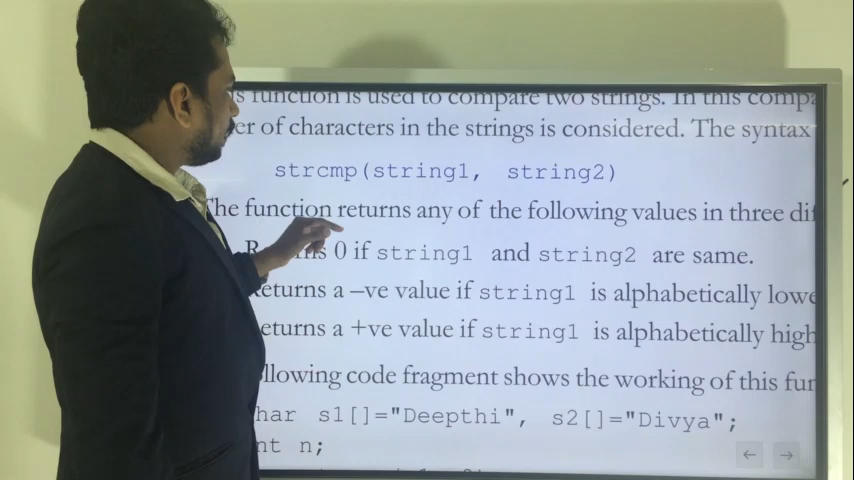 s function is used to compare two strings. In this compa
er of characters in the strings is considered. The syntax
strcmp(string1, string2)
The function returns any of the following values in three dif
0 if string1 and string2 are same.
eturns a –ve value if string1 is alphabetically lowe
eturns a +ve value if string1 is alphabetically high
llowing code fragment shows the working of this fun
har s1[]="Deepthi", s2[]="Divya";
nt n;